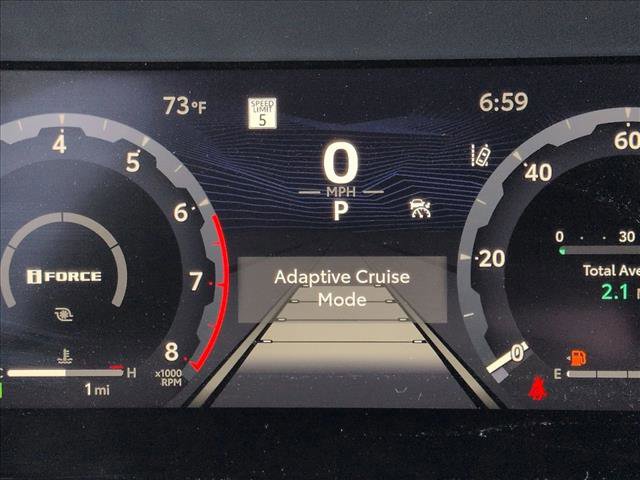 73°F
SPEED
LIMIT
5
6:59
0
MPH
P
4
5
6
7
8
x1000
RPM
i FORCE
C
H
1 mi
Adaptive Cruise
Mode
60
40
20
0
0 30
Total Ave
2.1
E